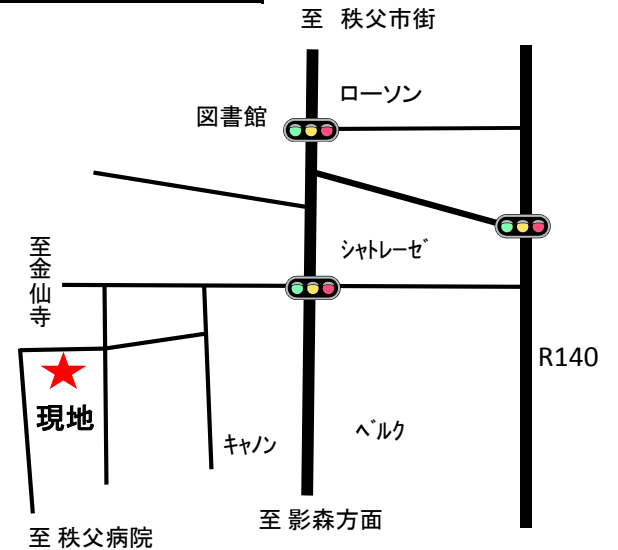 至 秩父市街
ローソン
図書館
シャトレーゼ
至金仙寺
R140
現地
キャノン
ベルク
至 影森方面
至 秩父病院